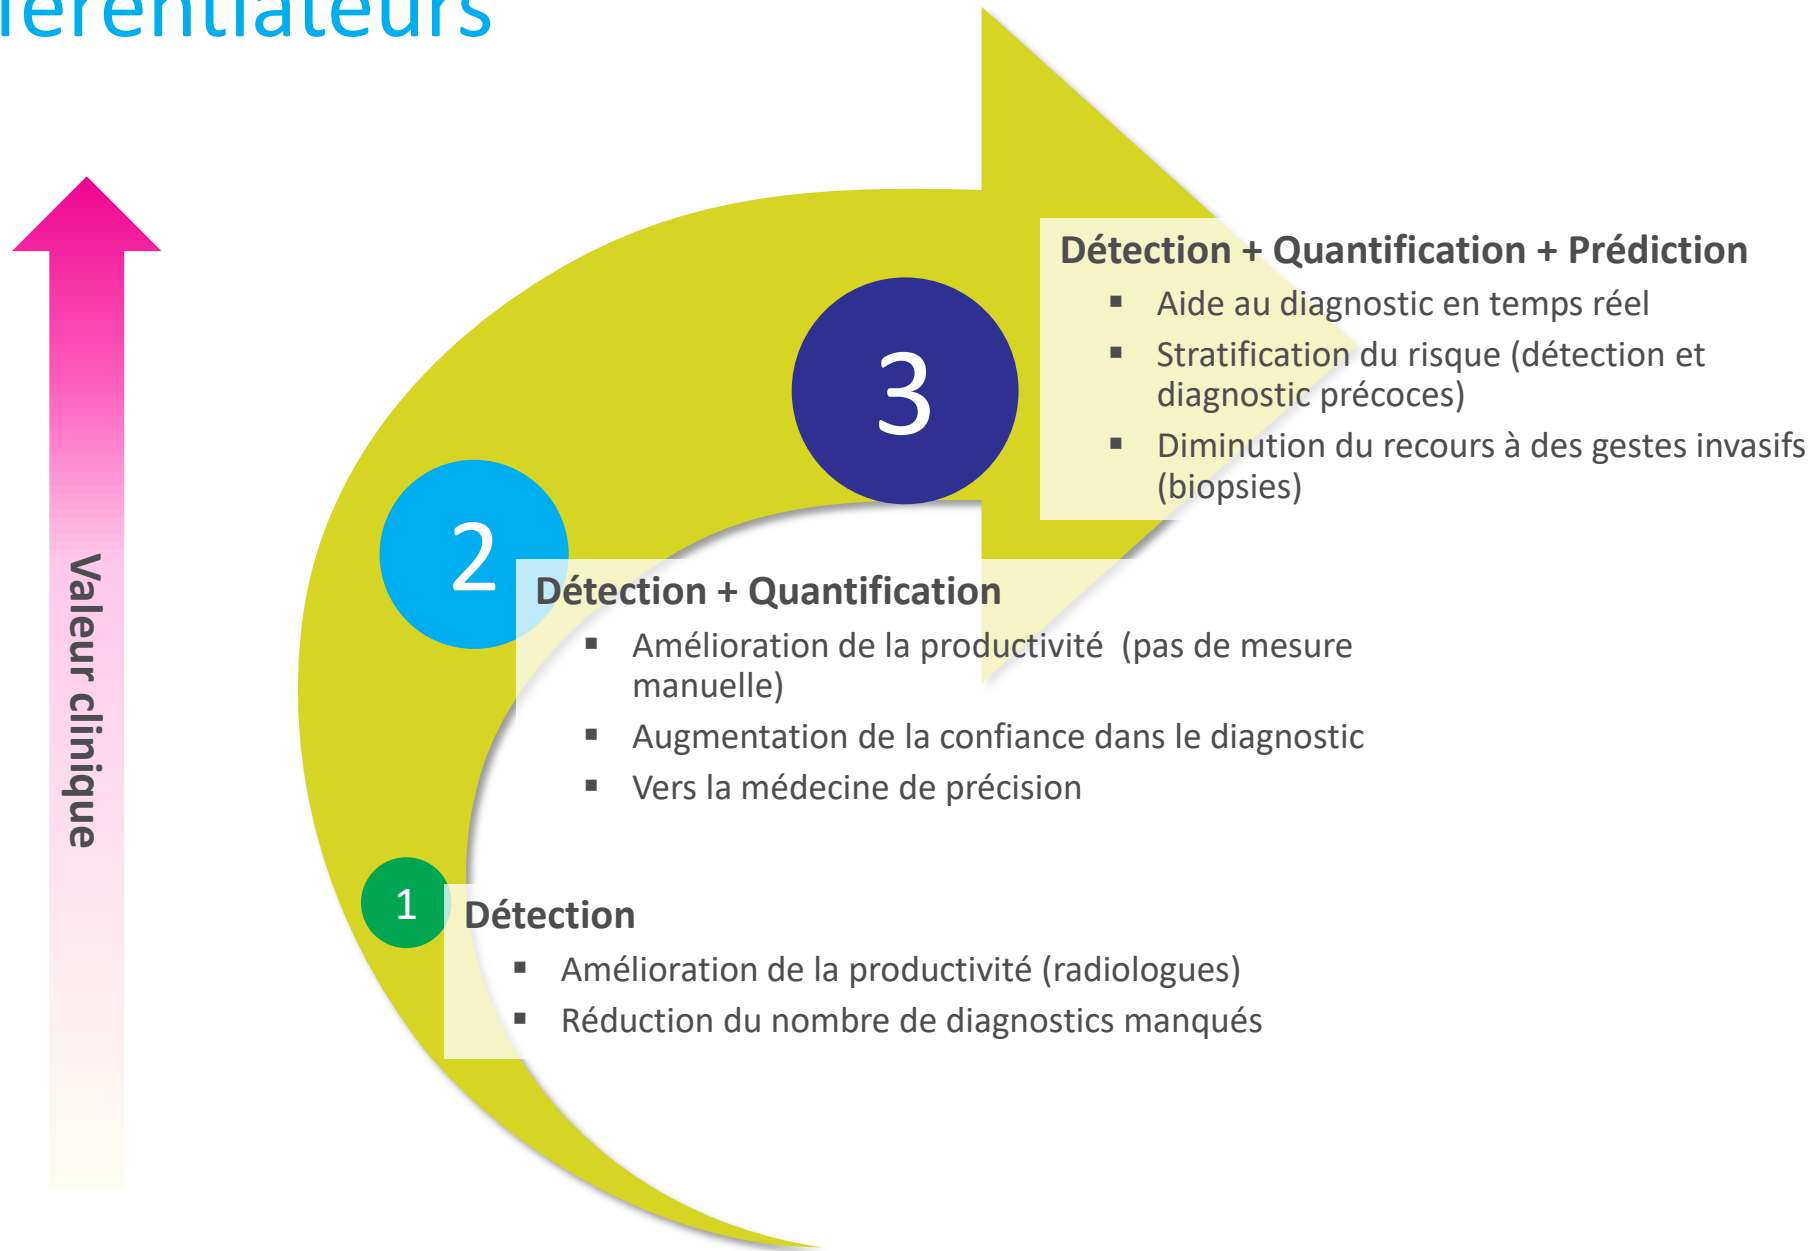 férentiateurs
Valeur clinique
3
Détection + Quantification + Prédiction
▪ Aide au diagnostic en temps réel
▪ Stratification du risque (détection et
diagnostic précoces)
▪ Diminution du recours à des gestes invasifs
(biopsies)
2
Détection + Quantification
▪ Amélioration de la productivité  (pas de mesure
manuelle)
▪ Augmentation de la confiance dans le diagnostic
▪ Vers la médecine de précision
1
Détection
▪ Amélioration de la productivité (radiologues)
▪ Réduction du nombre de diagnostics manqués